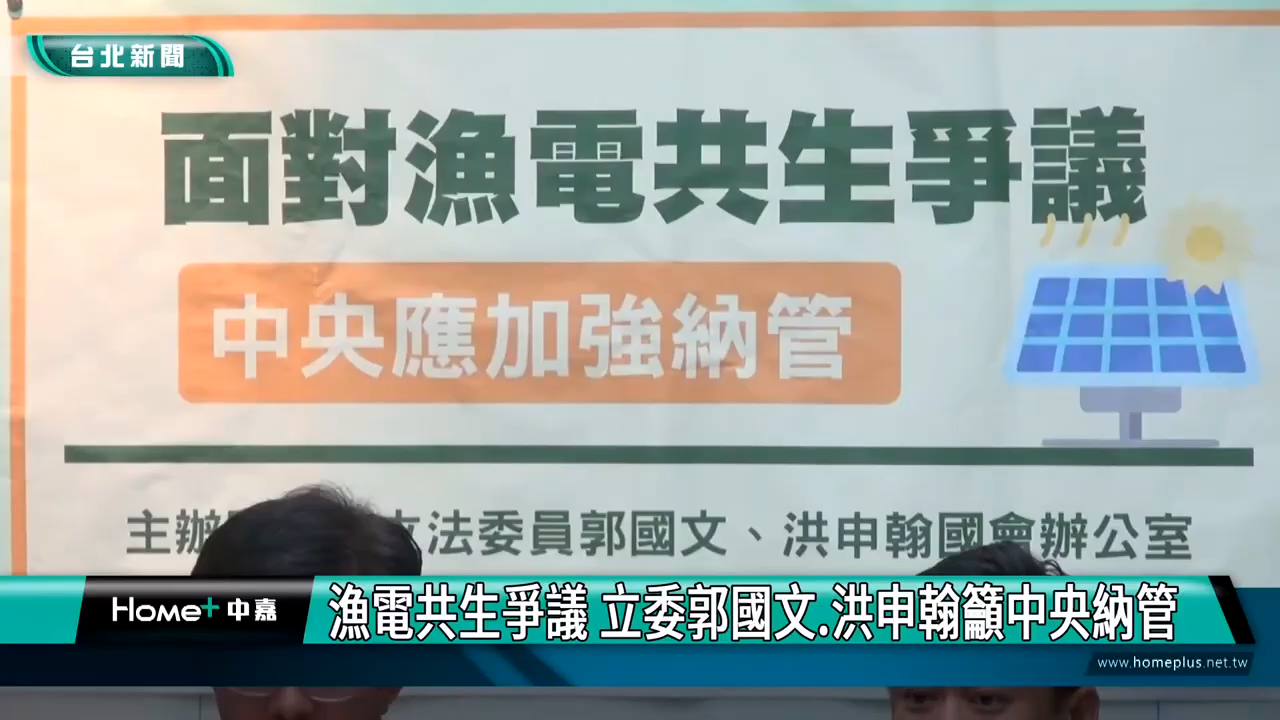 台北新聞
面對漁電共生爭議
中央應加強納管
主辦 立法委員郭國文、洪申翰國會辦公室
Home+中嘉
漁電共生爭議 立委郭國文.洪申翰籲中央納管
www.homeplus.net.tw